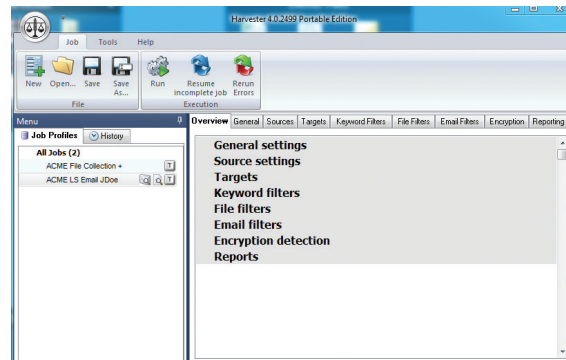 Harvester 4.0.2499 Portable Edition
Job Tools Help
New Open... Save Save As... Run Resume incomplete job Rerun Errors
File Execution
Menu
Job Profiles History
Overview General Sources Targets Keyword Filters File Filters Email Filters Encryption Reporting
All Jobs (2)
ACME File Collection + T
ACME LS Email JDoe T
General settings
Source settings
Targets
Keyword filters
File filters
Email filters
Encryption detection
Reports